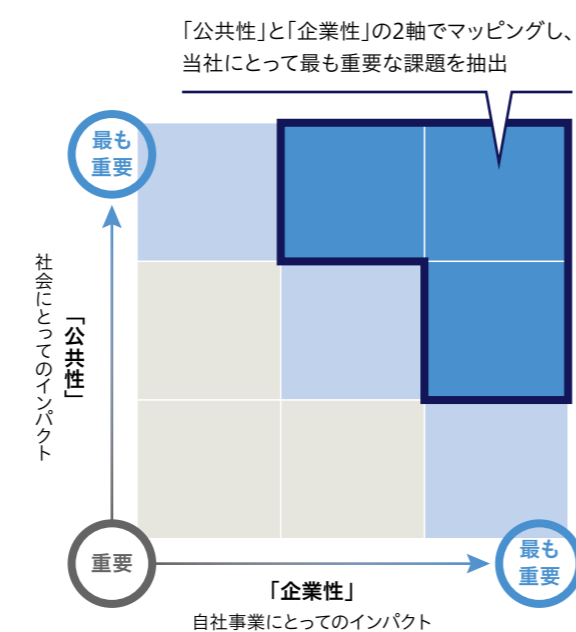 「公共性」と「企業性」の2軸でマッピングし、
当社にとって最も重要な課題を抽出
最も
重要
「公共性」
社会にとってのインパクト
重要
最も
重要
「企業性」
自社事業にとってのインパクト